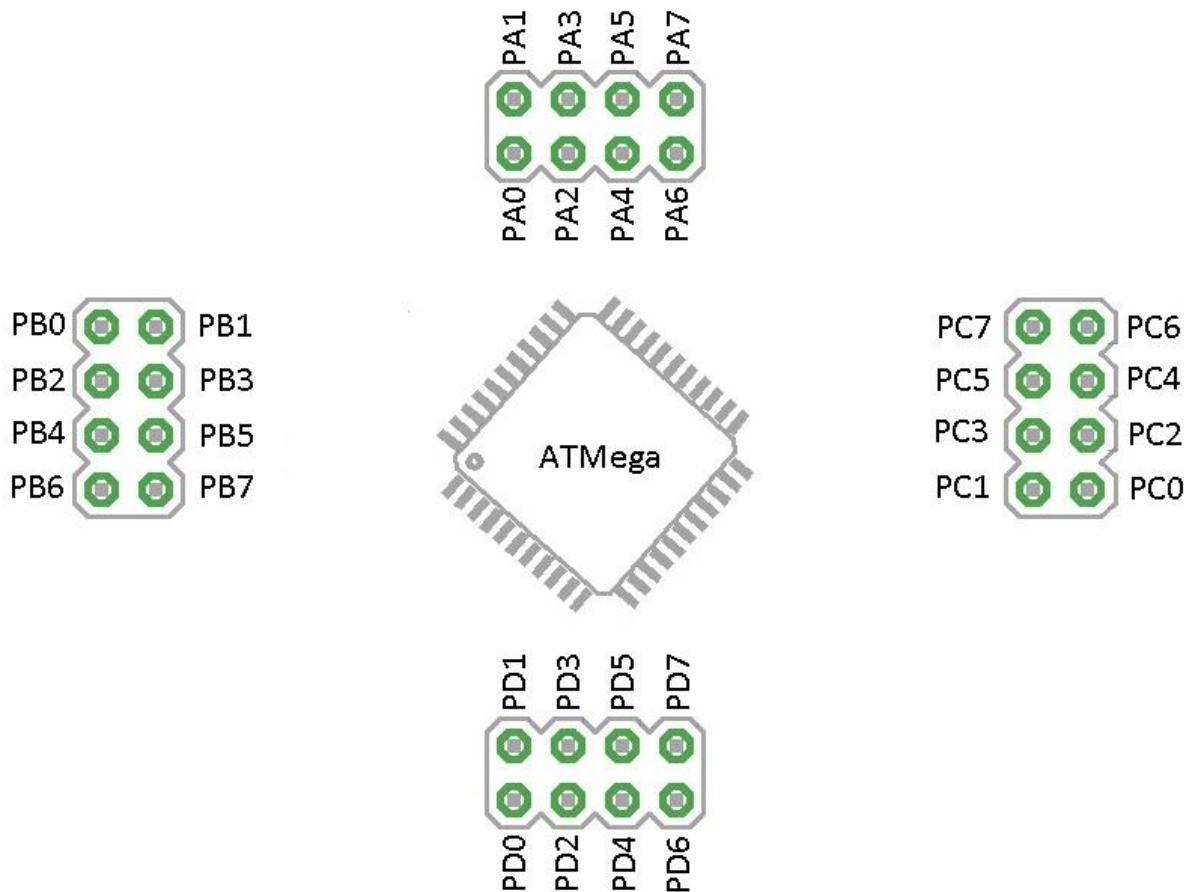 PA1 PA3 PA5 PA7
PA0 PA2 PA4 PA6
PB0 PB1 PC7 PC6
PB2 PB3 PC5 PC4
PB4 PB5 PC3 PC2
ATMega
PB6 PB7 PC1 PC0
PD1 PD3 PD5 PD7
PD0 PD2 PD4 PD6